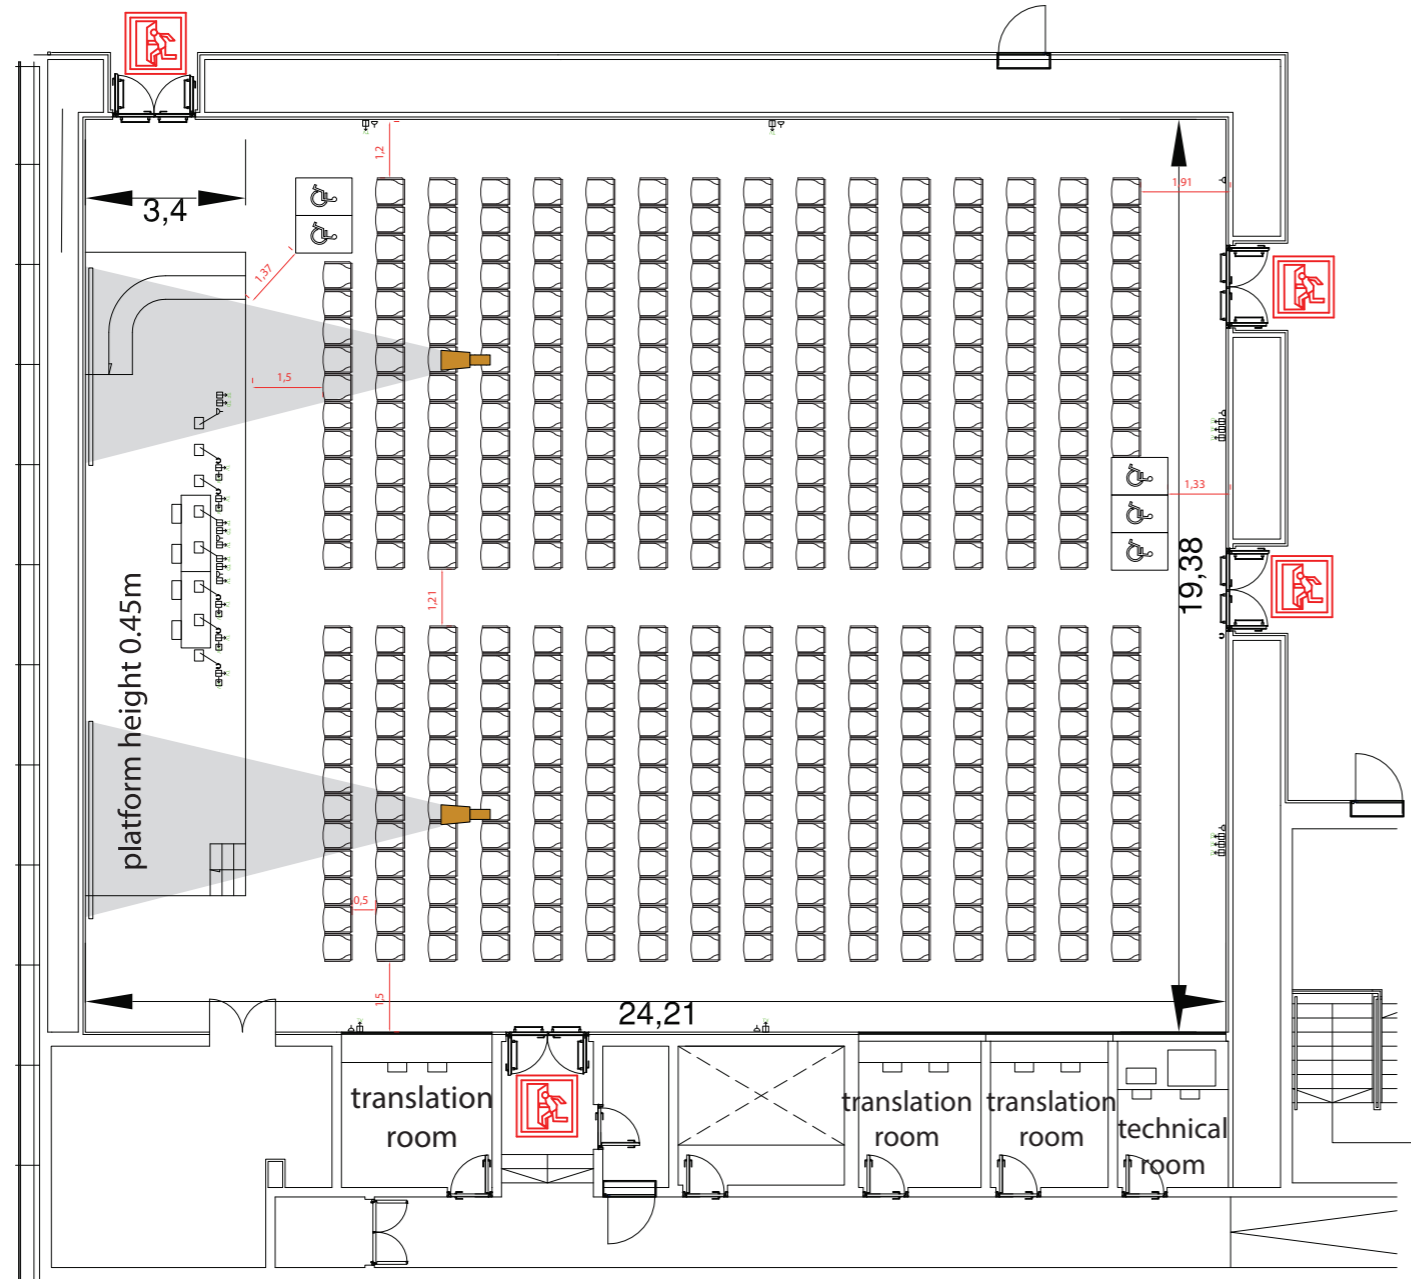 1,2
1,91
3,4
1,37
1,5
1,33
19,38
1,21
platform height 0.45m
0,5
1,5
24,21
translation
room
translation
room
translation
room
technical
room